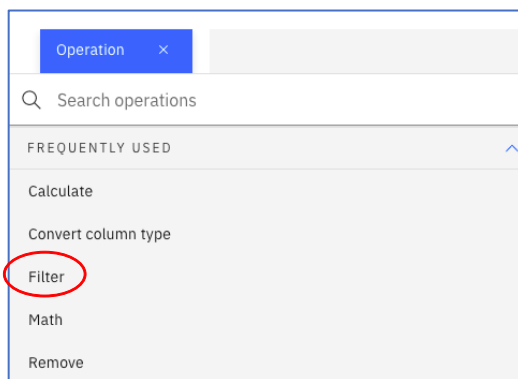 Operation ×
Search operations
FREQUENTLY USED
Calculate
Convert column type
Filter
Math
Remove